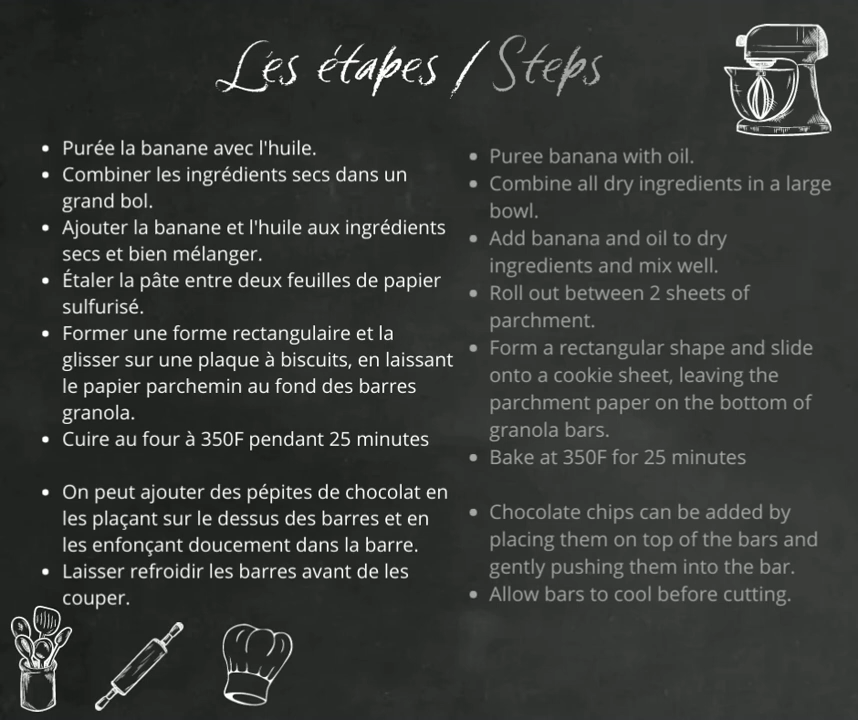 Les étapes / Steps
• Purée la banane avec l'huile.
• Combiner les ingrédients secs dans un
grand bol.
• Ajouter la banane et l'huile aux ingrédients
secs et bien mélanger.
• Étaler la pâte entre deux feuilles de papier
sulfurisé.
• Former une forme rectangulaire et la
glisser sur une plaque à biscuits, en laissant
le papier parchemin au fond des barres
granola.
• Cuire au four à 350F pendant 25 minutes
• On peut ajouter des pépites de chocolat en
les plaçant sur le dessus des barres et en
les enfonçant doucement dans la barre.
• Laisser refroidir les barres avant de les
couper.
• Puree banana with oil.
• Combine all dry ingredients in a large
bowl.
• Add banana and oil to dry
ingredients and mix well.
• Roll out between 2 sheets of
parchment.
• Form a rectangular shape and slide
onto a cookie sheet, leaving the
parchment paper on the bottom of
granola bars.
• Bake at 350F for 25 minutes
• Chocolate chips can be added by
placing them on top of the bars and
gently pushing them into the bar.
• Allow bars to cool before cutting.